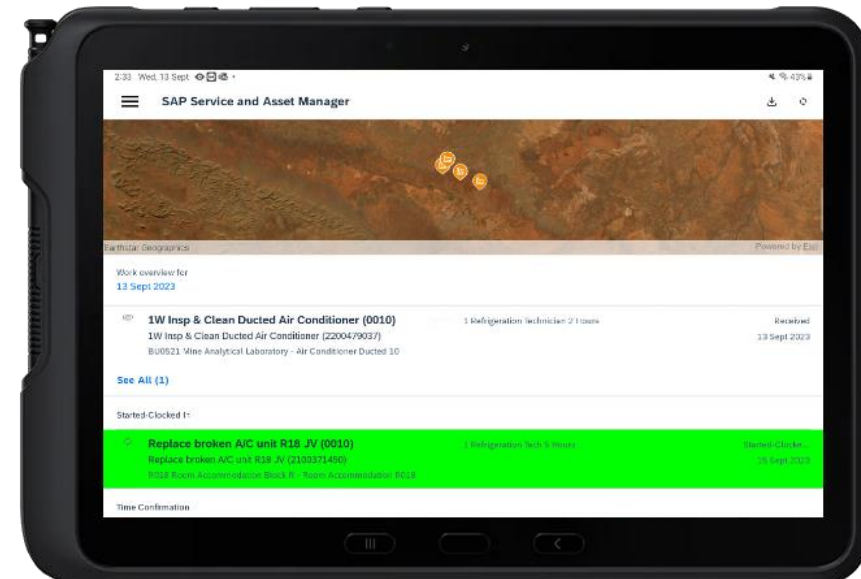 2:33 Wed, 13 Sept
43%
SAP Service and Asset Manager
Earthstar Geographics
Powered by Esri
Work overview for
13 Sept 2023
1W Insp & Clean Ducted Air Conditioner (0010)
1 Refrigeration Technician 2 Hours
Received
1W Insp & Clean Ducted Air Conditioner (2200479037)
13 Sept 2023
BU0521 Mine Analytical Laboratory - Air Conditioner Ducted 10
See All (1)
Started-Clocked In
Replace broken A/C unit R18 JV (0010)
1 Refrigeration Tech 5 Hours
Started-Clocke...
Replace broken A/C unit R18 JV (2100371450)
15 Sept 2023
R018 Room Accommodation Block R - Room Accommodation R018
Time Confirmation